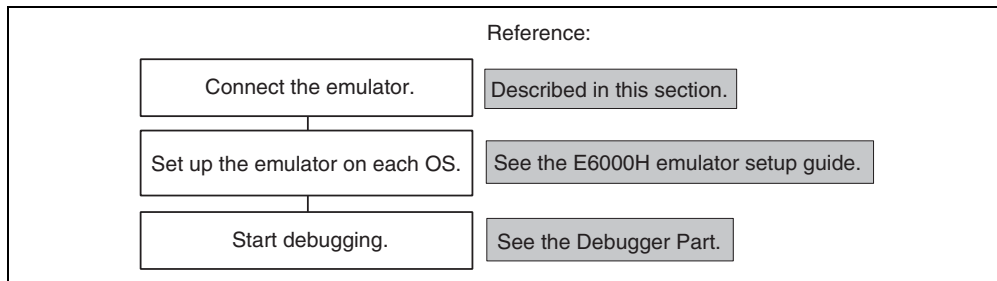 Reference:
Connect the emulator.
Described in this section.
Set up the emulator on each OS.
See the E6000H emulator setup guide.
Start debugging.
See the Debugger Part.